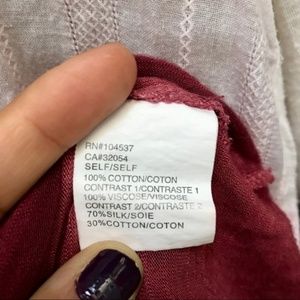 RN#104537
CA#32054
SELF/SELF
100% COTTON/COTON
CONTRAST 1/CONTRASTE 1
100% VISCOSE/VISCOSE
CONTRAST 2/CONTRASTE 2
70%SILK/SOIE
30%COTTON/COTON